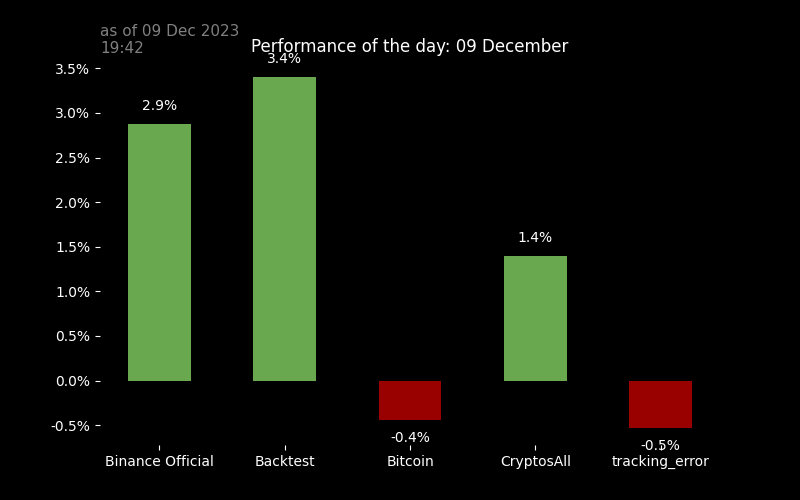 as of 09 Dec 2023
19:42
Performance of the day: 09 December
3.5%
3.0%
2.5%
2.0%
1.5%
1.0%
0.5%
0.0%
-0.5%
2.9%
3.4%
-0.4%
1.4%
-0.5%
Binance Official
Backtest
Bitcoin
CryptosAll
tracking_error